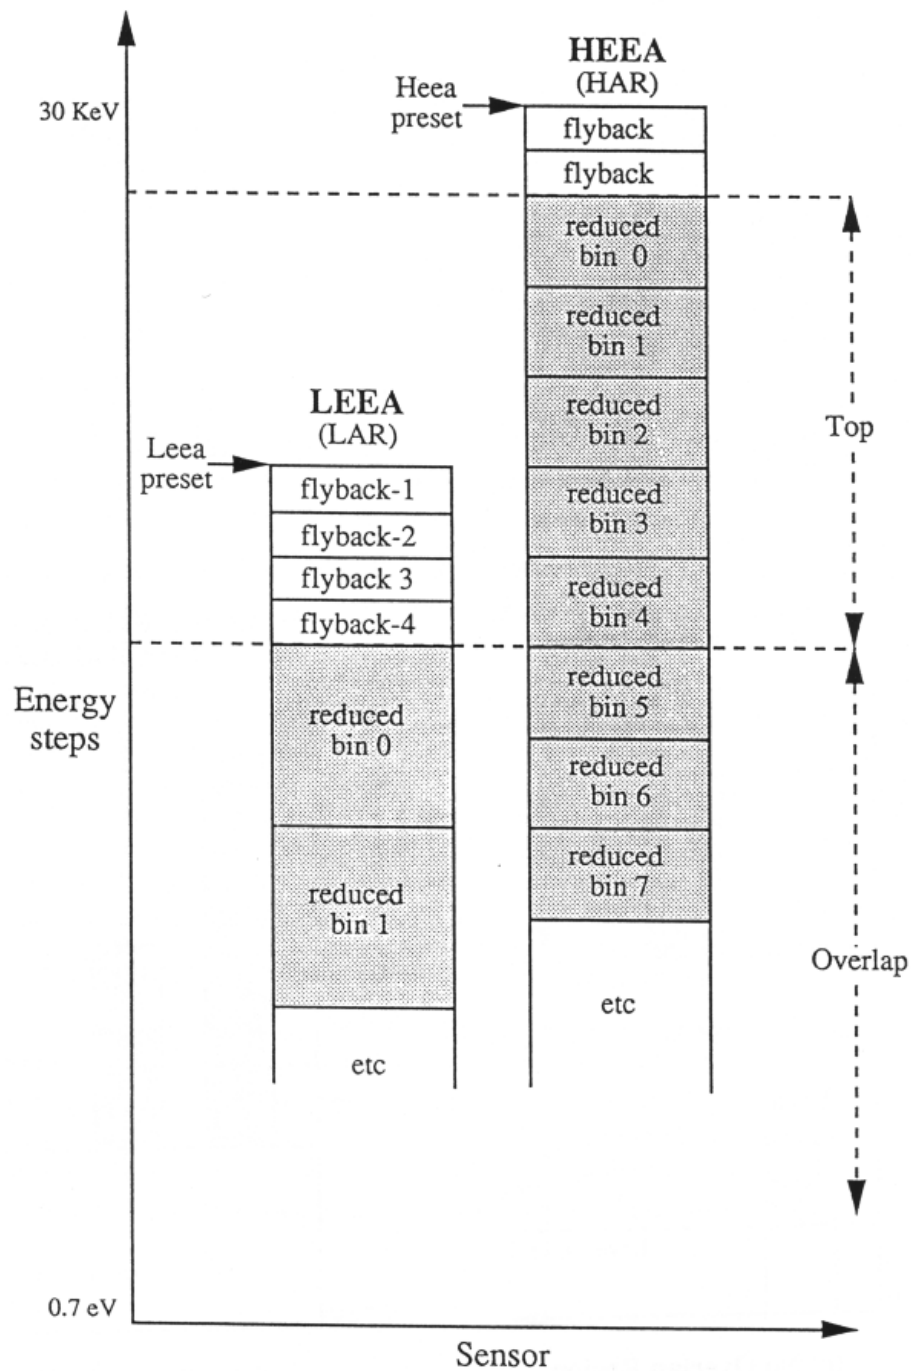 HEEA
(HAR)
Heea
preset
30 KeV
flyback
flyback
reduced
bin 0
reduced
bin 1
reduced
bin 2
reduced
bin 3
reduced
bin 4
reduced
bin 5
reduced
bin 6
reduced
bin 7
etc
LEEA
(LAR)
Leea
preset
flyback-1
flyback-2
flyback 3
flyback-4
reduced
bin 0
reduced
bin 1
etc
Top
Overlap
Energy
steps
0.7 eV
Sensor